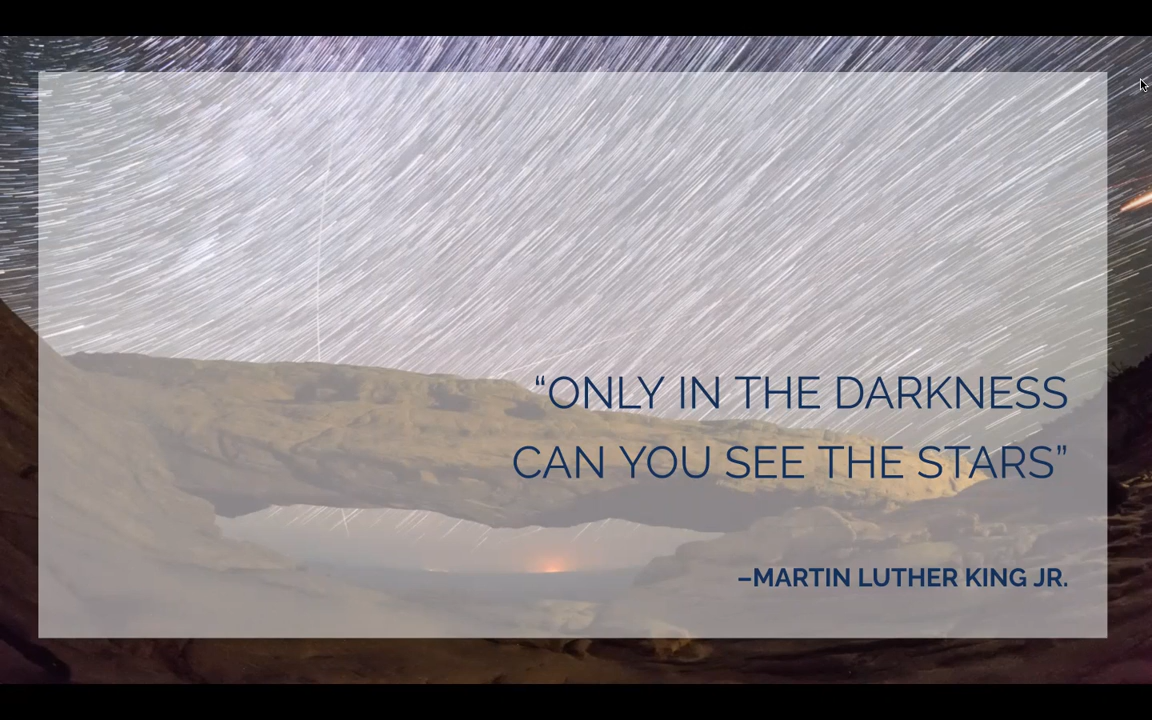 “ONLY IN THE DARKNESS
CAN YOU SEE THE STARS”
–MARTIN LUTHER KING JR.